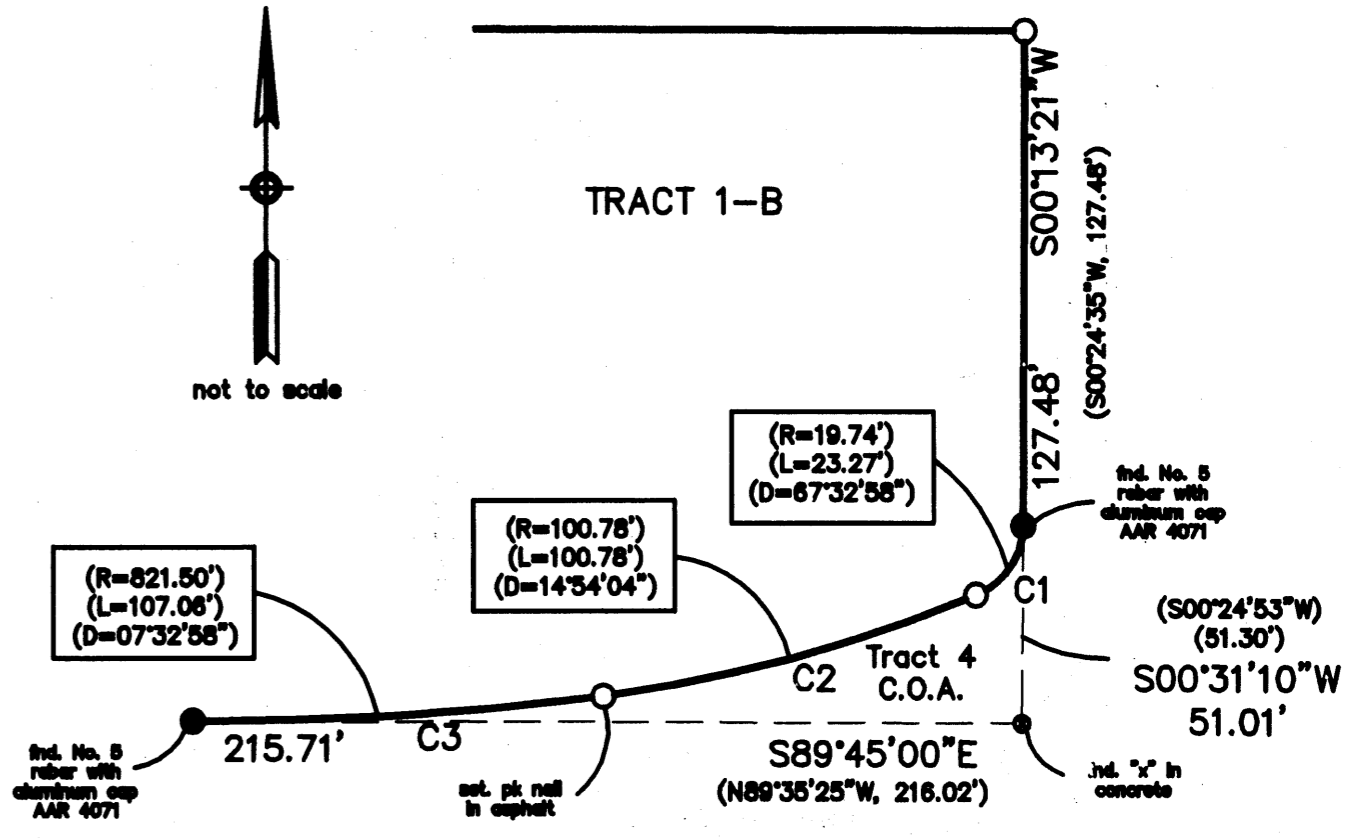 TRACT 1-B
S00°13'21"W
127.48'
(S00°24'35"W, 127.48')
not to scale
(R=19.74')
(L=23.27')
(D=67°32'58")
fnd. No. 5
rebar with
aluminum cap
AAR 4071
(R=100.78')
(L=100.78')
(D=14°54'04")
(R=821.50')
(L=107.06')
(D=07°32'58")
C1
(S00°24'53"W)
(51.30')
S00°31'10"W
51.01'
Tract 4
C.O.A.
C2
C3
215.71'
S89°45'00"E
(N89°35'25"W, 216.02')
fnd. No. 5
rebar with
aluminum cap
AAR 4071
set. pk nail
in asphalt
fnd. "x" in
concrete